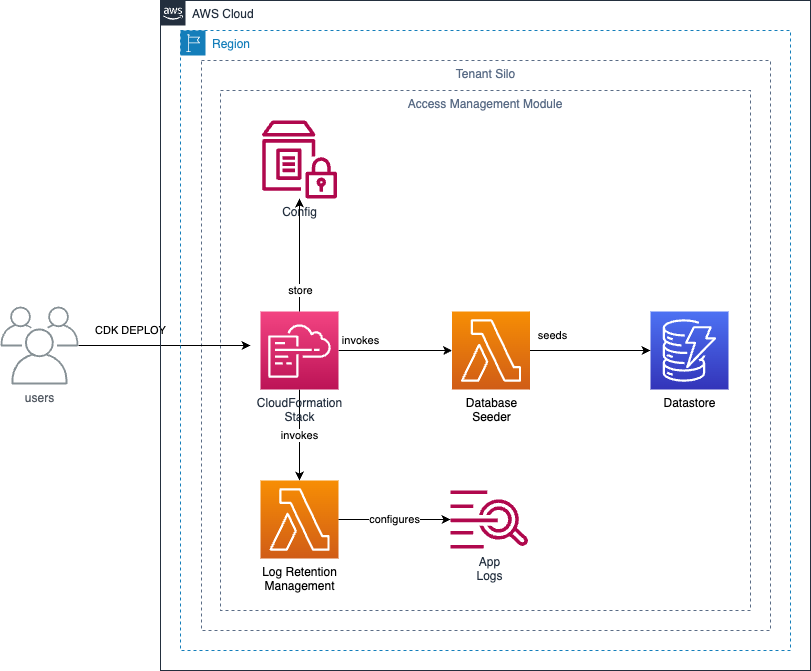 aws
AWS Cloud
Region
Tenant Silo
Access Management Module
Config
store
CDK DEPLOY
users
invokes
seeds
CloudFormation
Stack
Database
Seeder
Datastore
invokes
configures
Log Retention
Management
App
Logs